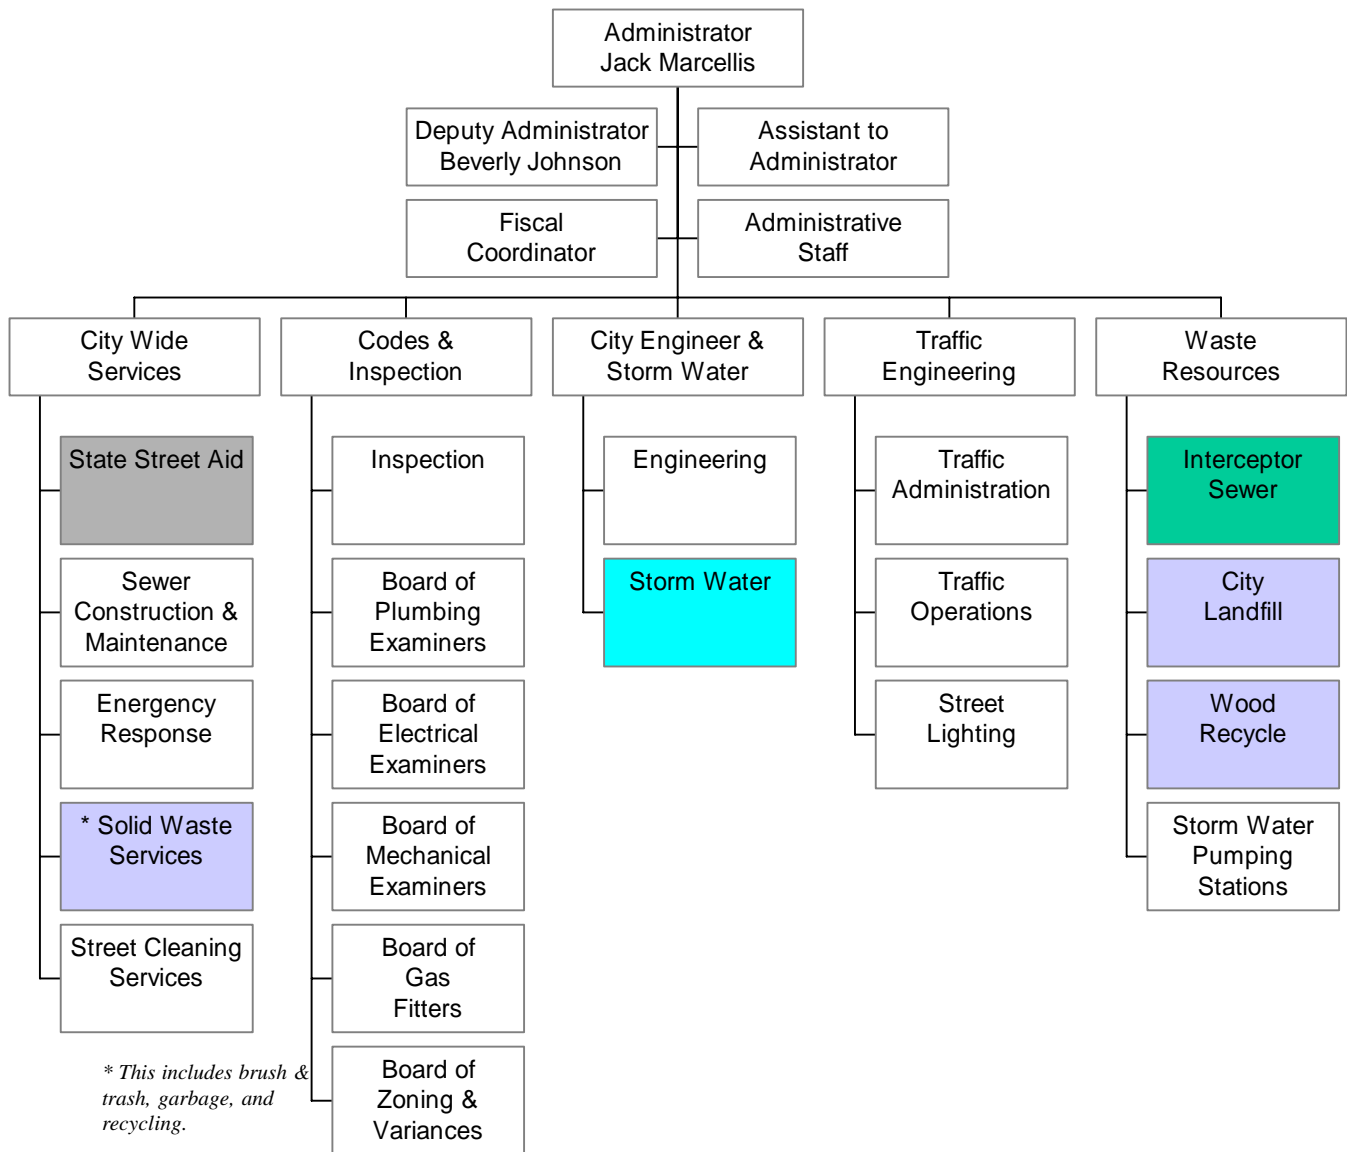 Administrator
Jack Marcellis
Deputy Administrator
Beverly Johnson
Assistant to
Administrator
Fiscal
Coordinator
Administrative
Staff
City Wide
Services
Codes &
Inspection
City Engineer &
Storm Water
Traffic
Engineering
Waste
Resources
State Street Aid
Sewer
Construction &
Maintenance
Energency
Response
* Solid Waste
Services
Street Cleaning
Services
* This includes brush &
trash, garbage, and
recycling.
Inspection
Board of
Plumbing
Examiners
Board of
Electrical
Examiners
Board of
Mechanical
Examiners
Board of
Gas
Fitters
Board of
Zoning &
Variances
Engineering
Storm Water
Traffic
Administration
Traffic
Operations
Street
Lighting
Interceptor
Sewer
City
Landfill
Wood
Recycle
Storm Water
Pumping
Stations